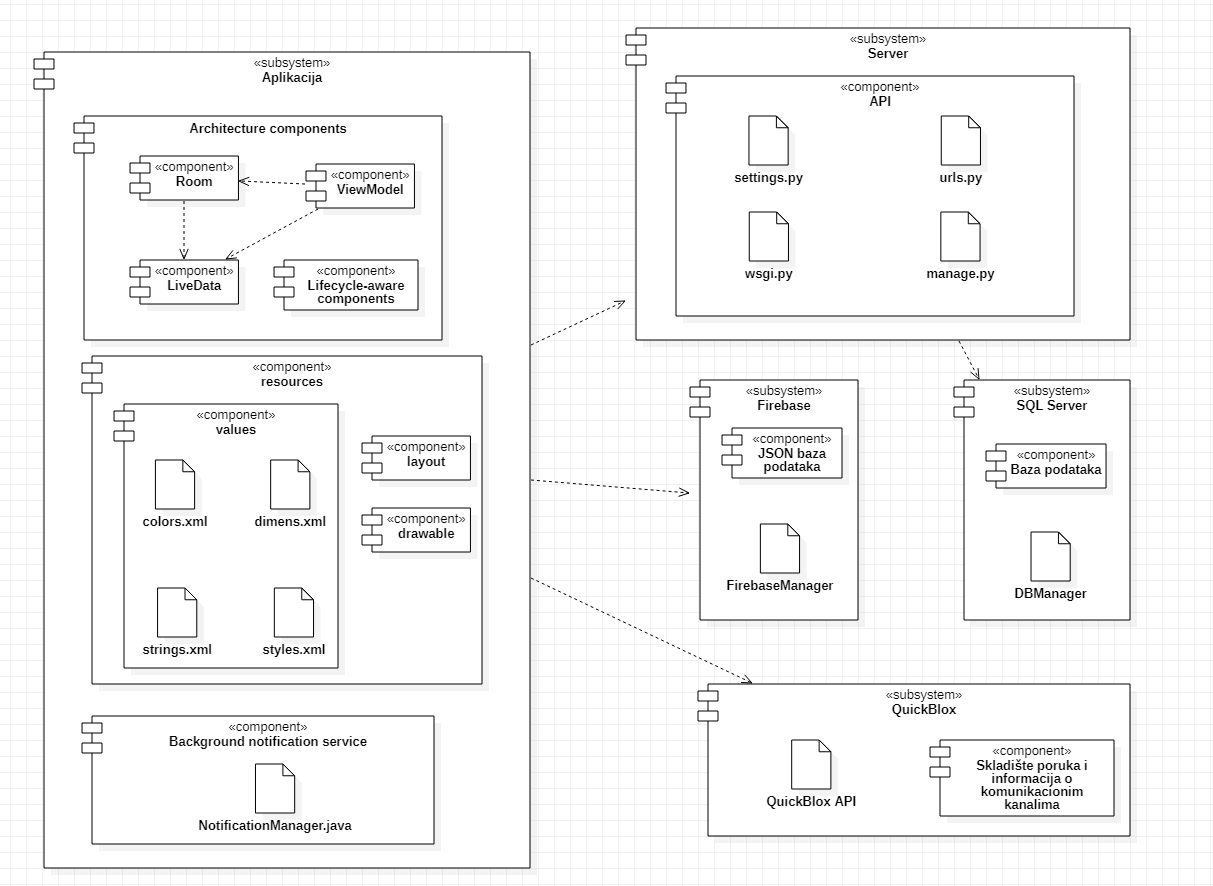 «subsystem»
Aplikacija
Architecture components
«component»
Room
«component»
ViewModel
«component»
LiveData
«component»
Lifecycle-aware
components
«component»
resources
«component»
values
colors.xml
dimens.xml
strings.xml
styles.xml
«component»
layout
«component»
drawable
«component»
Background notification service
NotificationManager.java
«subsystem»
Server
«component»
API
settings.py
urls.py
wsgi.py
manage.py
«subsystem»
Firebase
«component»
JSON baza
podataka
FirebaseManager
«subsystem»
SQL Server
«component»
Baza podataka
DBManager
«subsystem»
QuickBlox
QuickBlox API
«component»
Skladište poruka i
informacija o
komunikacionim
kanalima